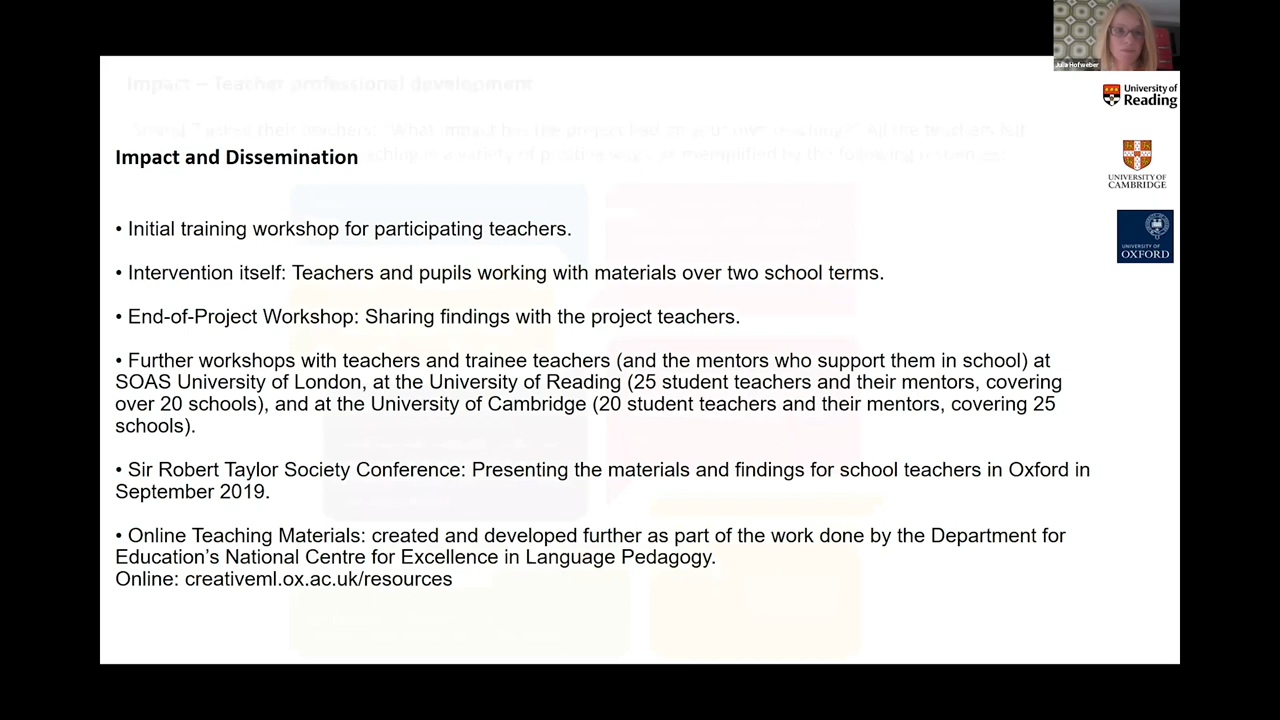 Julia Hofweber
University of
Reading
Impact – Teacher professional development
Impact and Dissemination
UNIVERSITY OF
CAMBRIDGE
• Initial training workshop for participating teachers.
UNIVERSITY OF
OXFORD
• Intervention itself: Teachers and pupils working with materials over two school terms.
• End-of-Project Workshop: Sharing findings with the project teachers.
• Further workshops with teachers and trainee teachers (and the mentors who support them in school) at
SOAS University of London, at the University of Reading (25 student teachers and their mentors, covering
over 20 schools), and at the University of Cambridge (20 student teachers and their mentors, covering 25
schools).
• Sir Robert Taylor Society Conference: Presenting the materials and findings for school teachers in Oxford in
September 2019.
• Online Teaching Materials: created and developed further as part of the work done by the Department for
Education’s National Centre for Excellence in Language Pedagogy.
Online: creativeml.ox.ac.uk/resources